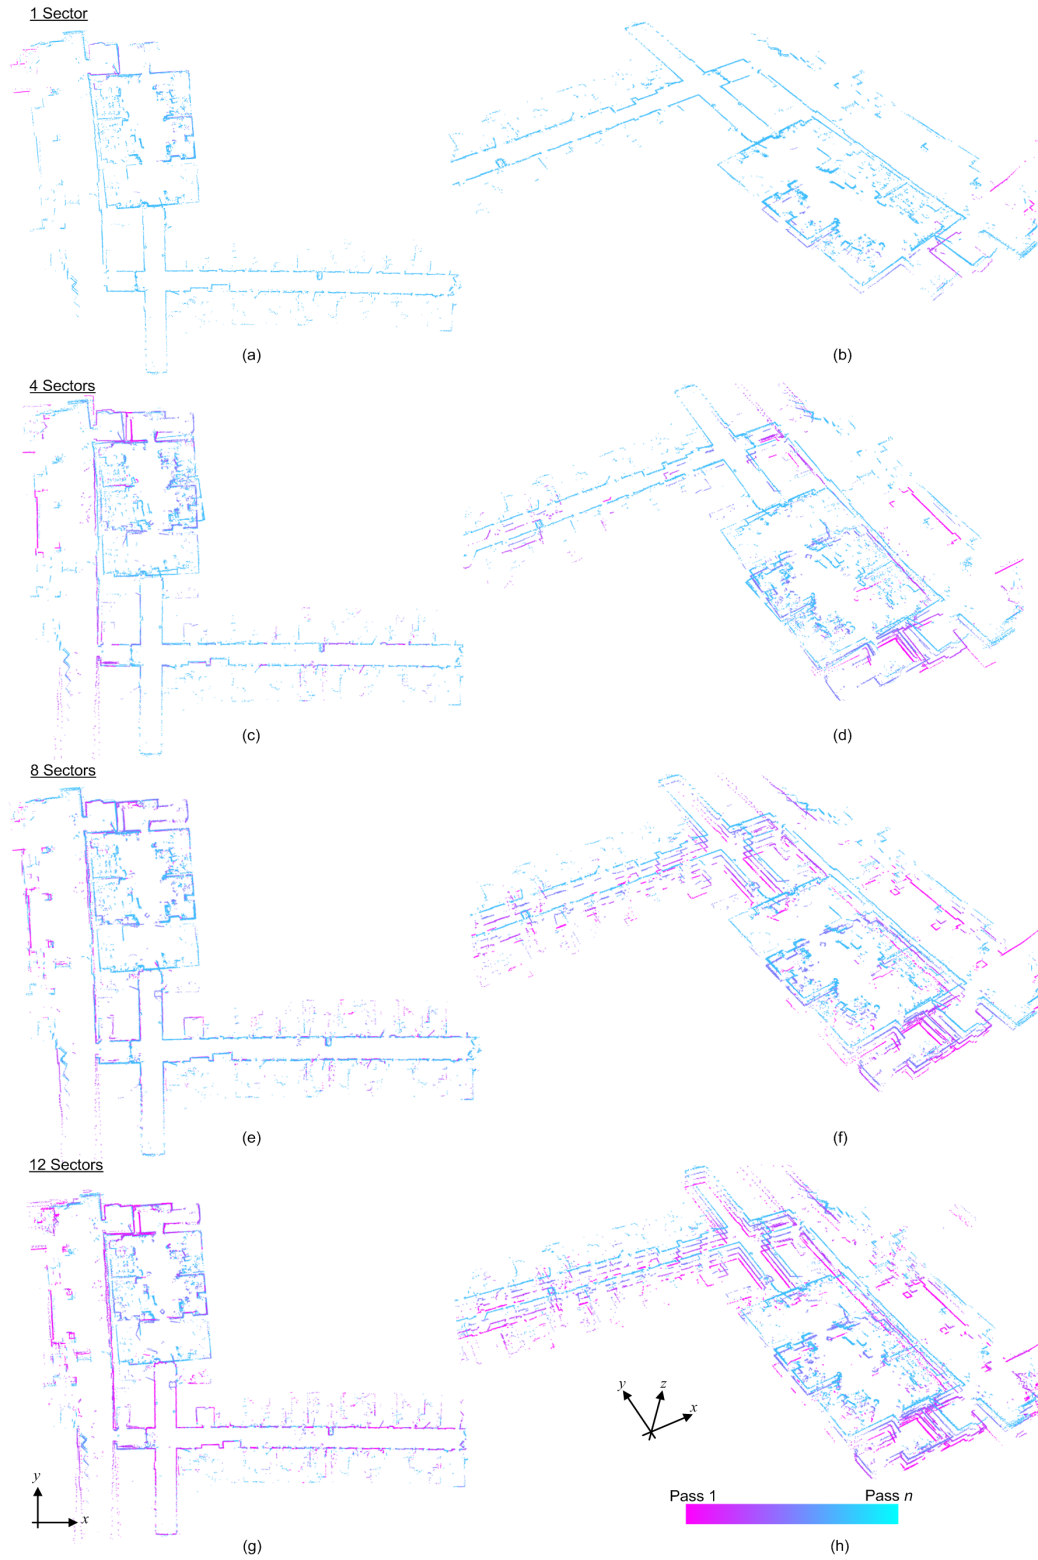 1 Sector
(a)
(b)
4 Sectors
(c)
(d)
8 Sectors
(e)
(f)
12 Sectors
y
z
x
y
x
Pass 1
Pass n
(g)
(h)